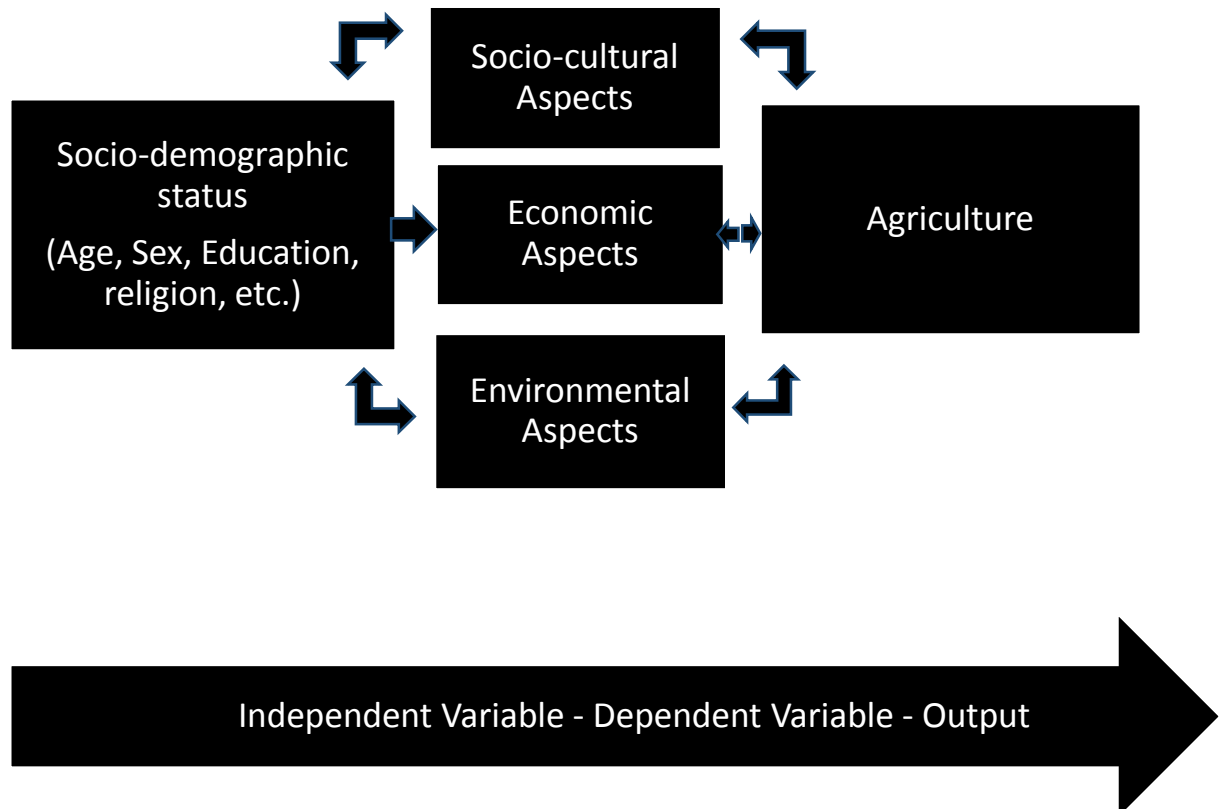 Socio-cultural
Aspects
Socio-demographic
status
(Age, Sex, Education,
religion, etc.)
Economic
Aspects
Agriculture
Environmental
Aspects
Independent Variable - Dependent Variable - Output